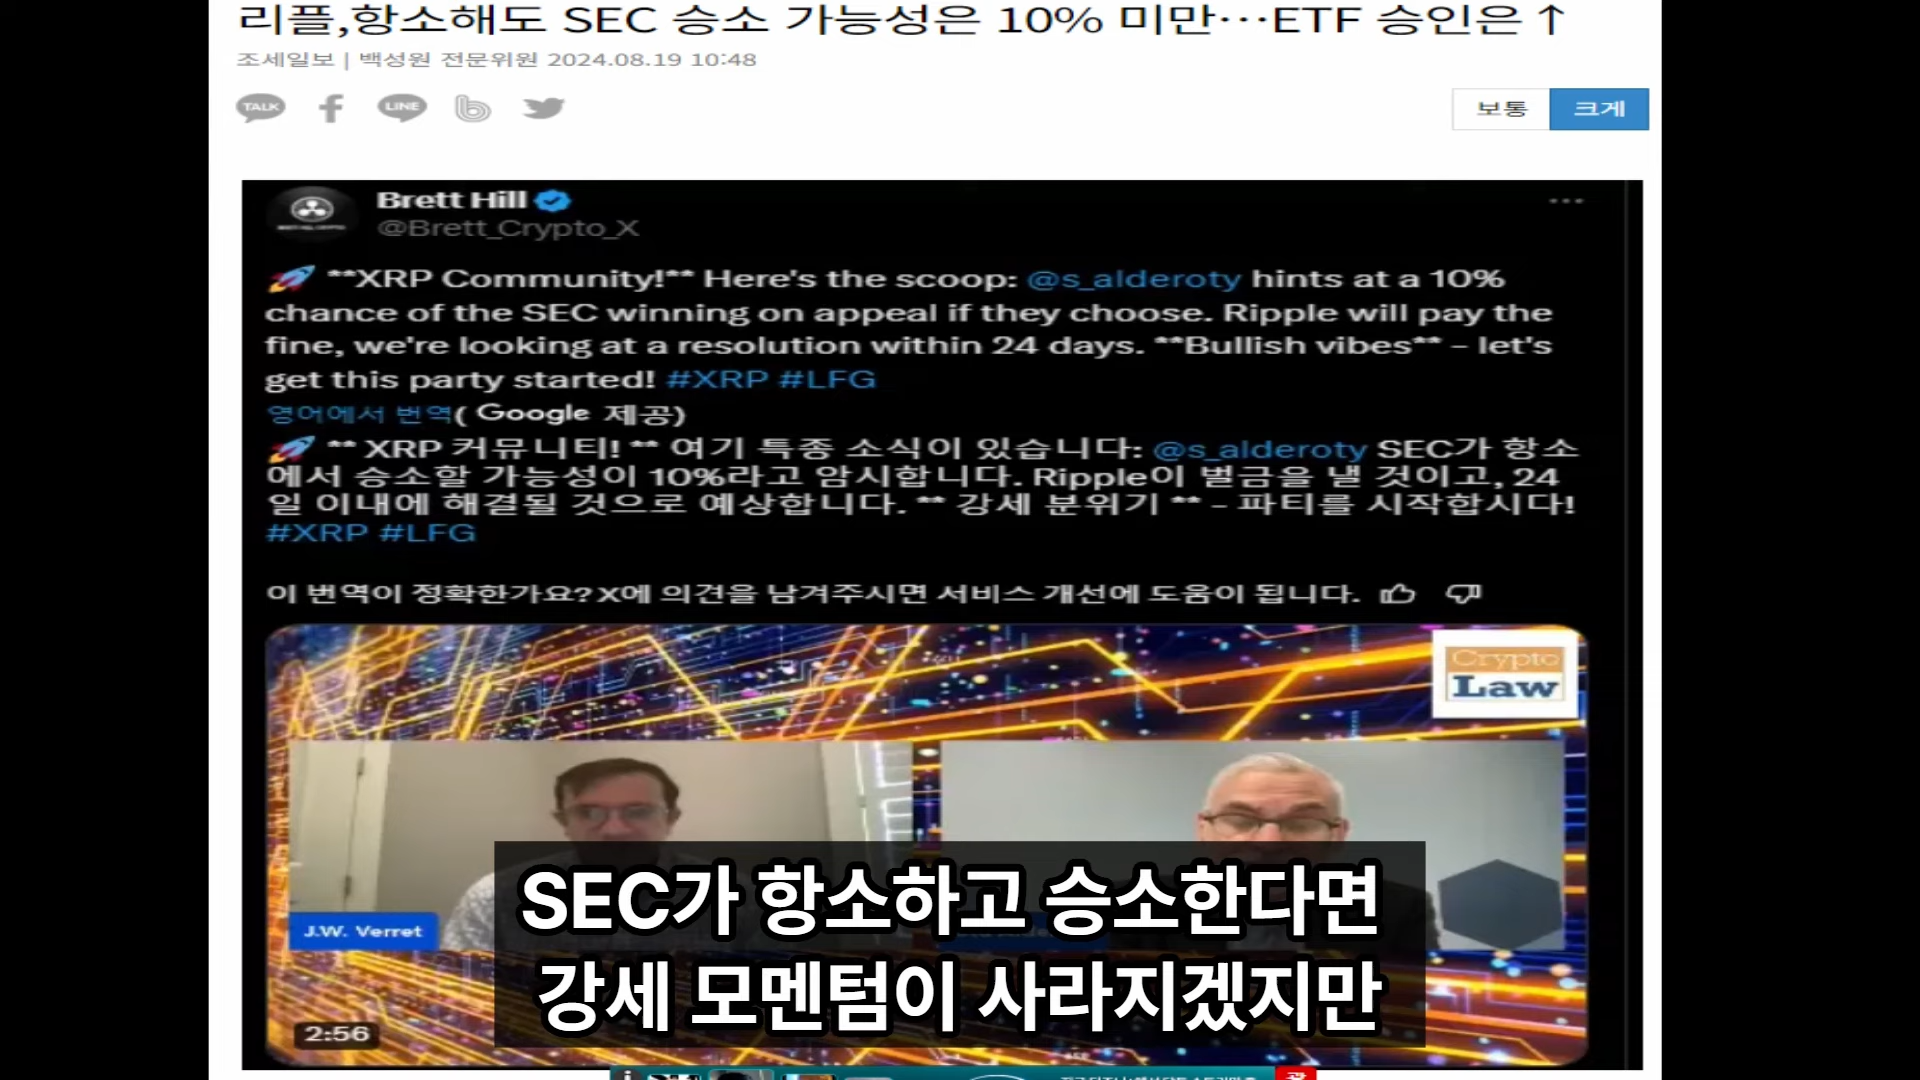 리플,항소해도 SEC 승소 가능성은 10% 미만…ETF 승인은↑
조세일보 | 백성원 전문위원 2024.08.19 10:48
TALK
LINE
보통 크게
Brett Hill
@Brett_Crypto_X
**XRP Community!** Here's the scoop: @s_alderoty hints at a 10%
chance of the SEC winning on appeal if they choose. Ripple will pay the
fine, we're looking at a resolution within 24 days. **Bullish vibes** - let's
get this party started! #XRP #LFG
영어에서 번역( Google 제공)
** XRP 커뮤니티! ** 여기 특종 소식이 있습니다: @s_alderoty SEC가 항소
에서 승소할 가능성이 10%라고 암시합니다. Ripple이 벌금을 낼 것이고, 24
일 이내에 해결될 것으로 예상합니다. ** 강세 분위기 ** - 파티를 시작합시다!
#XRP #LFG
이 번역이 정확한가요? X에 의견을 남겨주시면 서비스 개선에 도움이 됩니다.
Crypto
Law
J.W. Verret
SEC가 항소하고 승소한다면
강세 모멘텀이 사라지겠지만
2:56